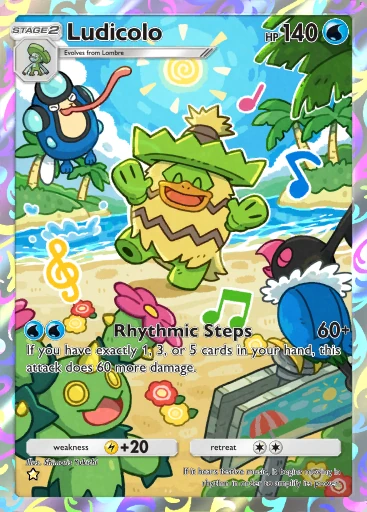 STAGE 2
Ludicolo
HP 140
Evolves from Lombre
Rhythmic Steps 60+
If you have exactly 1, 3, or 5 cards in your hand, this
attack does 60 more damage.
weakness +20 retreat
Illus.
If it hears festive music, it begins moving in
rhythm in order to amplify its power.